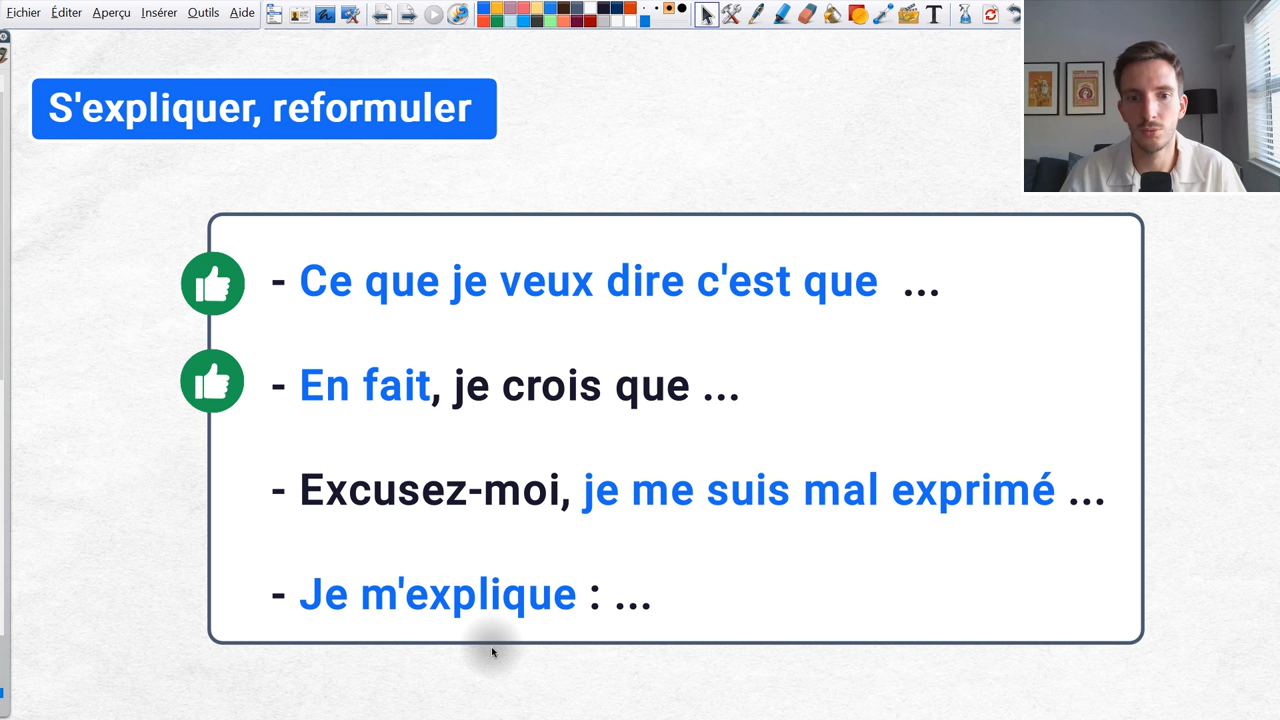 Fichier Éditer Aperçu Insérer Outils Aide
S'expliquer, reformuler
- Ce que je veux dire c'est que ...
- En fait, je crois que ...
- Excusez-moi, je me suis mal exprimé ...
- Je m'explique : ...